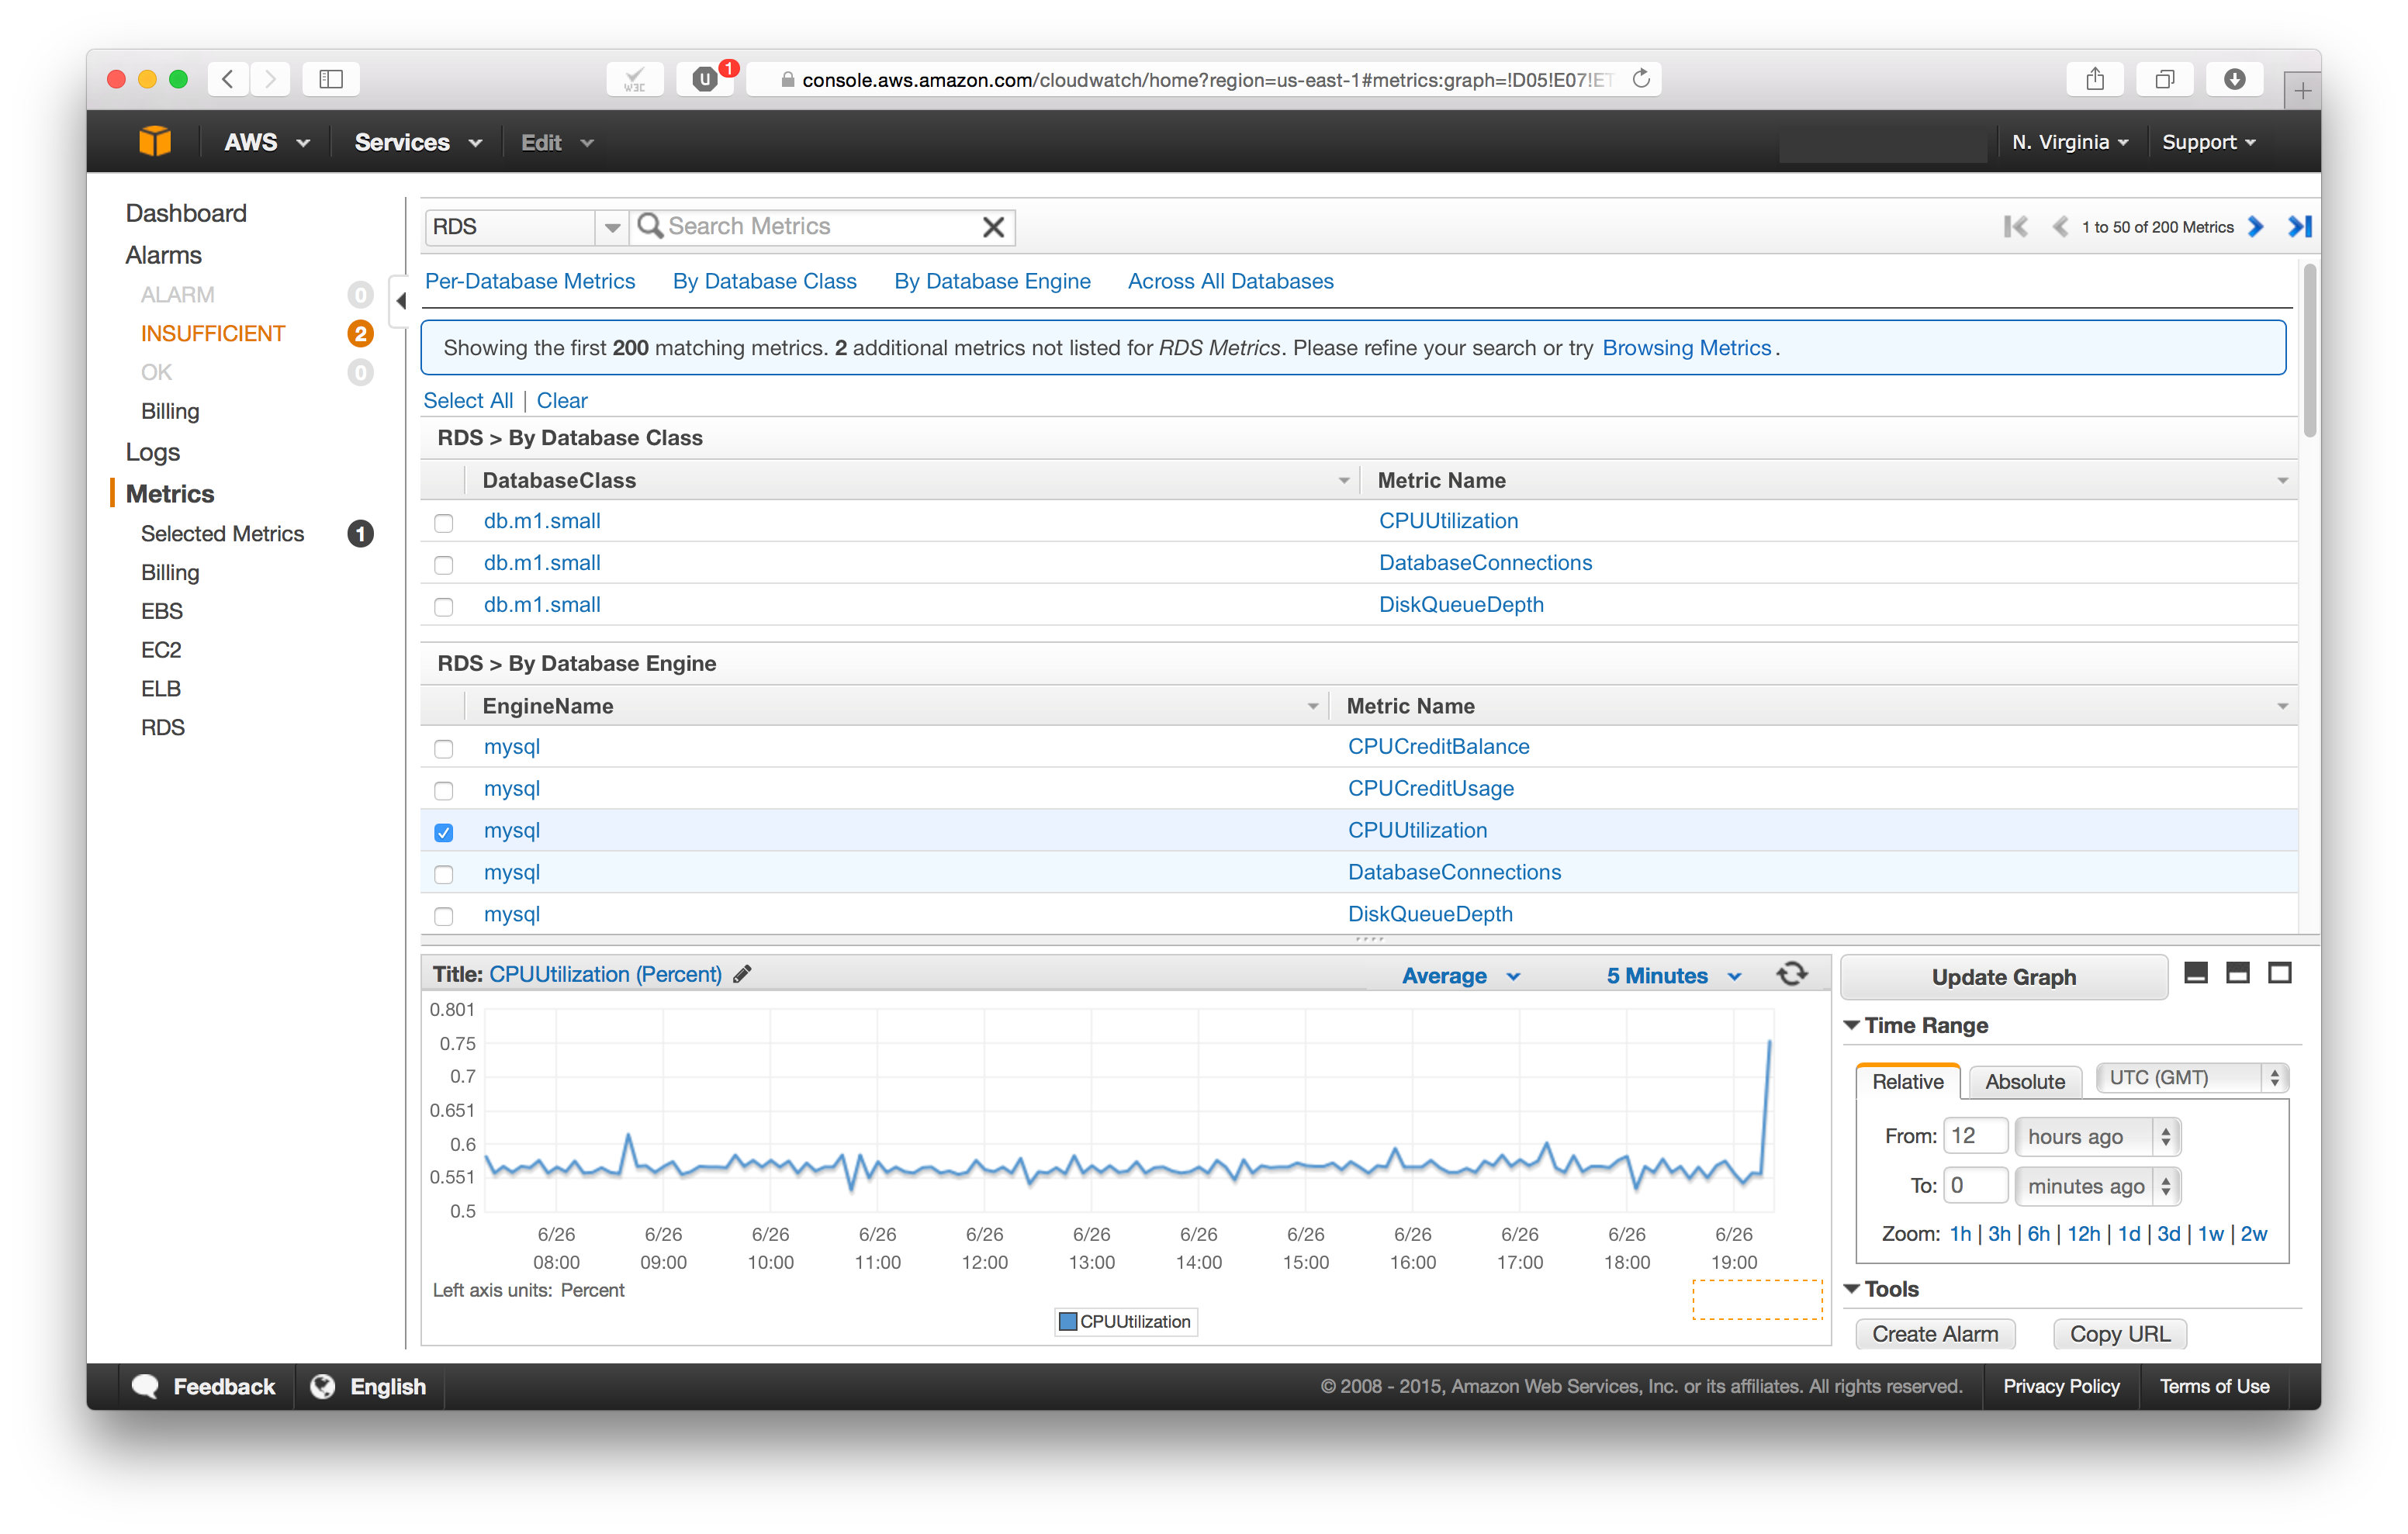 W3C
U
1
console.aws.amazon.com/cloudwatch/home?region=us-east-1#metrics:graph=!D05!E07!ET
AWS
Services
Edit
N. Virginia
Support
Dashboard
Alarms
ALARM 0
INSUFFICIENT 2
OK 0
Billing
Logs
Metrics
Selected Metrics 1
Billing
EBS
EC2
ELB
RDS
RDS
Search Metrics
1 to 50 of 200 Metrics
Per-Database Metrics By Database Class By Database Engine Across All Databases
Showing the first 200 matching metrics. 2 additional metrics not listed for RDS Metrics. Please refine your search or try Browsing Metrics.
Select All | Clear
RDS > By Database Class
DatabaseClass Metric Name
db.m1.small CPUUtilization
db.m1.small DatabaseConnections
db.m1.small DiskQueueDepth
RDS > By Database Engine
EngineName Metric Name
mysql CPUCreditBalance
mysql CPUCreditUsage
mysql CPUUtilization
mysql DatabaseConnections
mysql DiskQueueDepth
Title: CPUUtilization (Percent)
Average
5 Minutes
0.801
0.75
0.7
0.651
0.6
0.551
0.5
6/26 6/26 6/26 6/26 6/26 6/26 6/26 6/26 6/26 6/26 6/26 6/26
08:00 09:00 10:00 11:00 12:00 13:00 14:00 15:00 16:00 17:00 18:00 19:00
Left axis units: Percent
CPUUtilization
Update Graph
Time Range
Relative Absolute UTC (GMT)
From: 12 hours ago
To: 0 minutes ago
Zoom: 1h | 3h | 6h | 12h | 1d | 3d | 1w | 2w
Tools
Create Alarm Copy URL
Feedback
English
© 2008 - 2015, Amazon Web Services, Inc. or its affiliates. All rights reserved.
Privacy Policy
Terms of Use